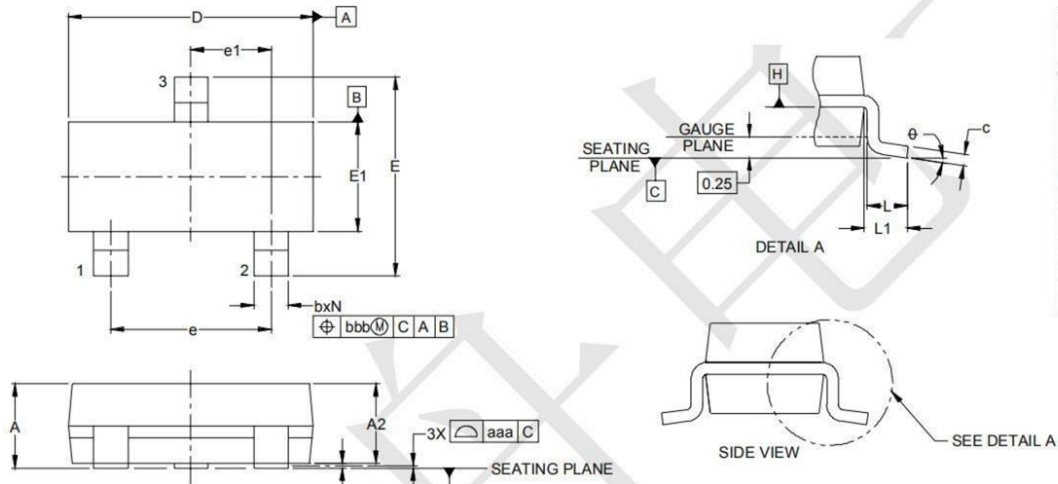 D
A
e1
3
B
E1
E
1
2
bxN
⌖ bbbⓂ C A B
e
A
A2
3X ⌓ aaa C
SEATING PLANE
H
GAUGE
PLANE
SEATING
PLANE
C
0.25
θ
c
L
L1
DETAIL A
SIDE VIEW
SEE DETAIL A